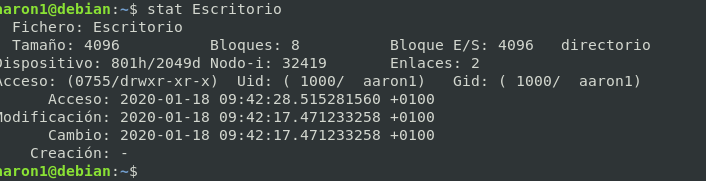 aaron1@debian:~$ stat Escritorio
  Fichero: Escritorio
  Tamaño: 4096          Bloques: 8          Bloque E/S: 4096   directorio
Dispositivo: 801h/2049d Nodo-i: 32419       Enlaces: 2
Acceso: (0755/drwxr-xr-x)  Uid: ( 1000/  aaron1)   Gid: ( 1000/  aaron1)
      Acceso: 2020-01-18 09:42:28.515281560 +0100
Modificación: 2020-01-18 09:42:17.471233258 +0100
      Cambio: 2020-01-18 09:42:17.471233258 +0100
    Creación: -
aaron1@debian:~$